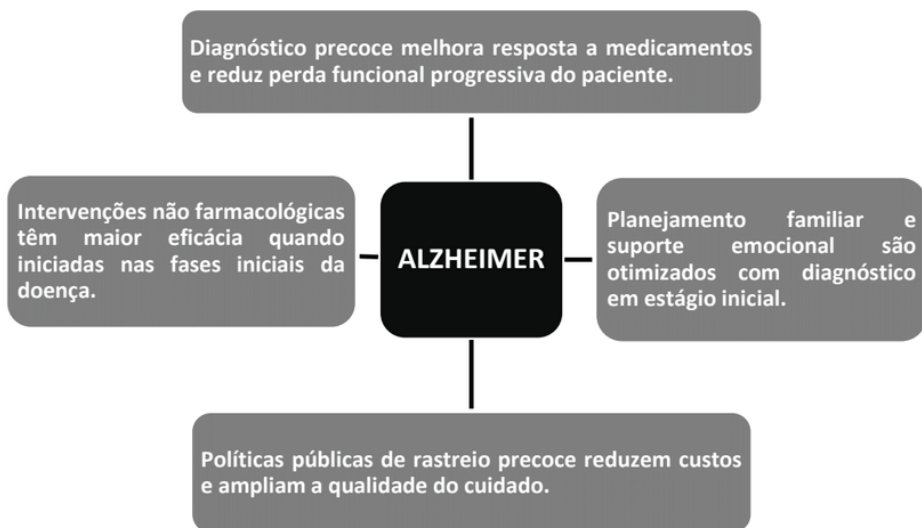 Diagnóstico precoce melhora resposta a medicamentos
e reduz perda funcional progressiva do paciente.
Intervenções não farmacológicas
têm maior eficácia quando
iniciadas nas fases iniciais da
doença.
ALZHEIMER
Planejamento familiar e
suporte emocional são
otimizados com diagnóstico
em estágio inicial.
Políticas públicas de rastreio precoce reduzem custos
e ampliam a qualidade do cuidado.